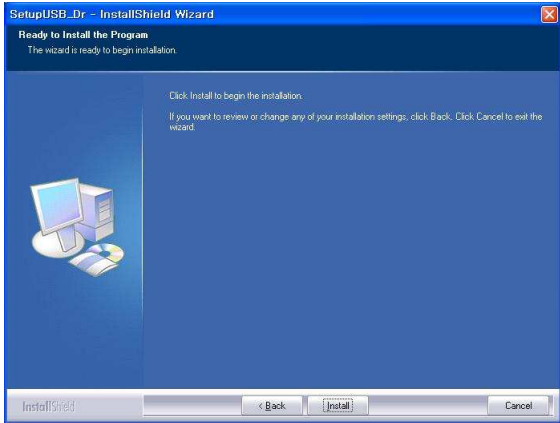 SetupUSB_Dr - InstallShield Wizard
Ready to Install the Program
The wizard is ready to begin installation.
Click Install to begin the installation.
If you want to review or change any of your installation settings, click Back. Click Cancel to exit the
wizard.
InstallShield
< Back
Install
Cancel